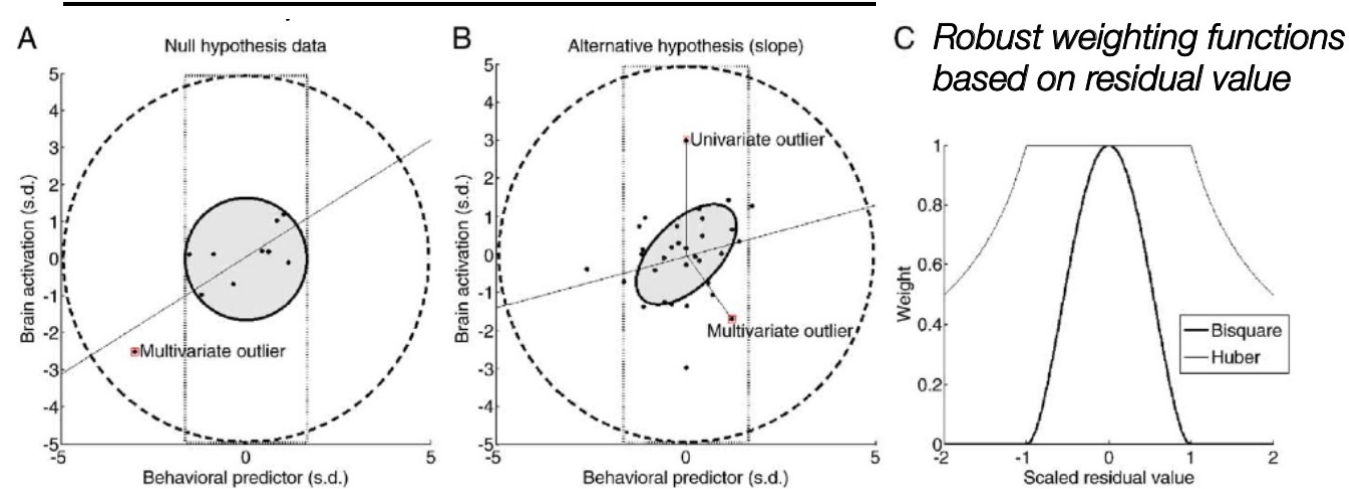 A
Null hypothesis data
5
4
3
2
1
0
-1
-2
-3
-4
-5
Brain activation (s.d.)
Multivariate outlier
-5
0
5
Behavioral predictor (s.d.)
B
Alternative hypothesis (slope)
5
4
3
2
1
0
-1
-2
-3
-4
-5
Brain activation (s.d.)
Univariate outlier
Multivariate outlier
-5
0
5
Behavioral predictor (s.d.)
C Robust weighting functions
based on residual value
1
0.8
0.6
0.4
0.2
0
Weight
Bisquare
Huber
-2
-1
0
1
2
Scaled residual value